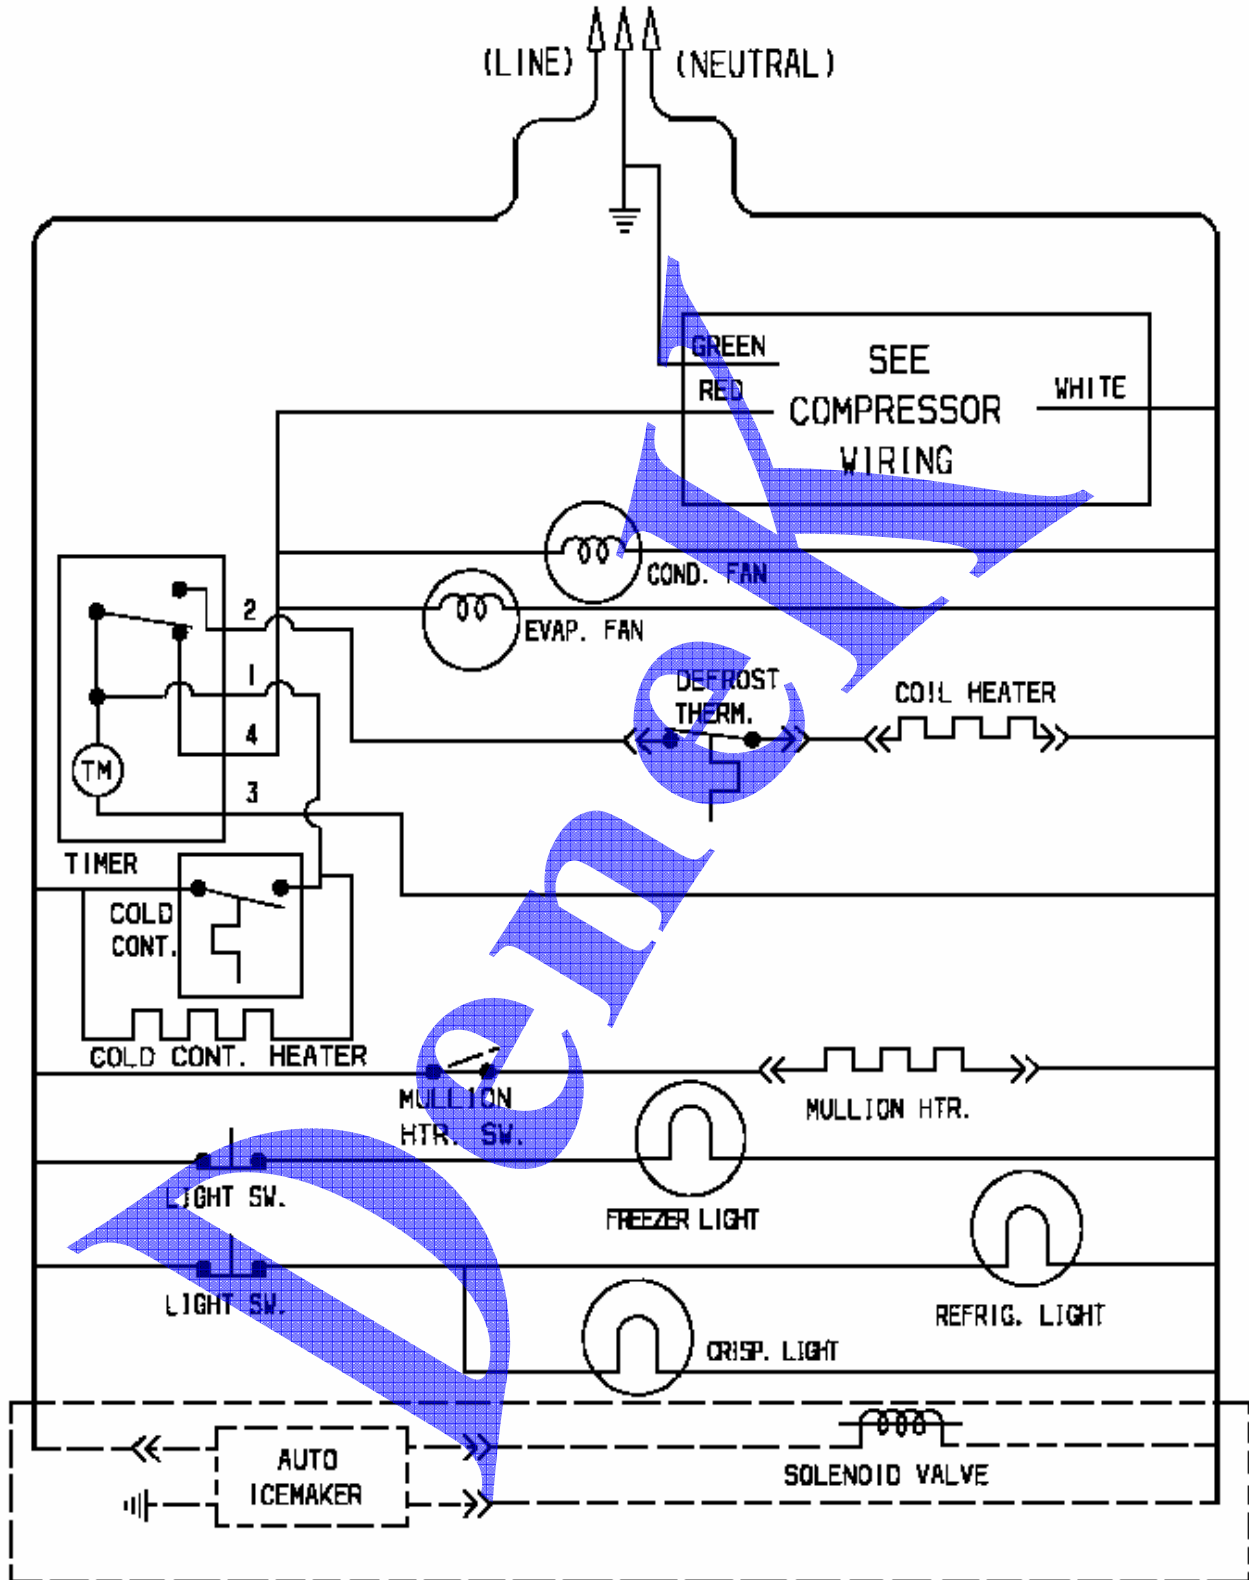 (LINE)
(NEUTRAL)
GREEN
RED
SEE
COMPRESSOR
WIRING
WHITE
COND. FAN
EVAP. FAN
2
1
4
3
TM
TIMER
DEFROST
THERM.
COIL HEATER
COLD
CONT.
COLD CONT. HEATER
MULLION
HTR. SW.
MULLION HTR.
LIGHT SW.
FREEZER LIGHT
LIGHT SW.
REFRIG. LIGHT
CRISP. LIGHT
AUTO
ICEMAKER
SOLENOID VALVE
DeneK